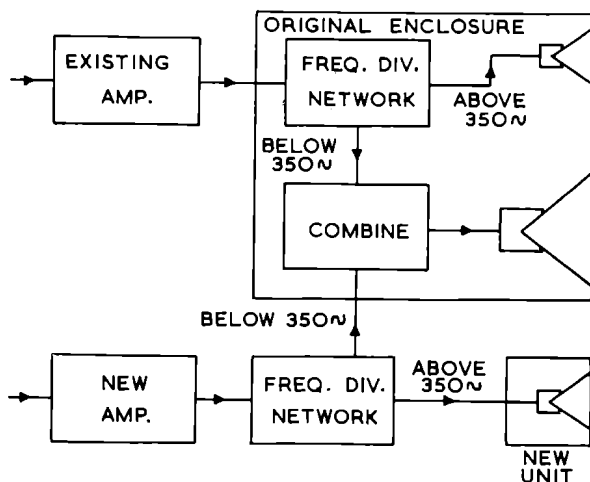 ORIGINAL ENCLOSURE
EXISTING
AMP.
FREQ. DIV.
NETWORK
ABOVE
350~
BELOW
350~
COMBINE
BELOW 350~
NEW
AMP.
FREQ. DIV.
NETWORK
ABOVE
350~
NEW
UNIT